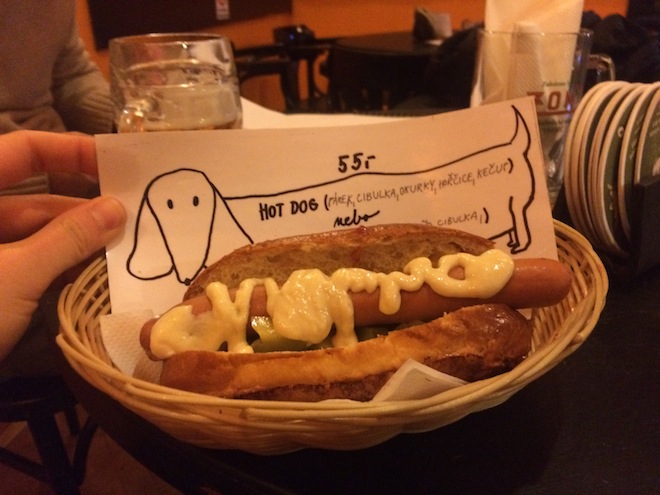 55,-
HOT DOG (PÁREK, CIBULKA, OKURKY, HOŘČICE, KEČUP)
nebo
CIBULKA,)